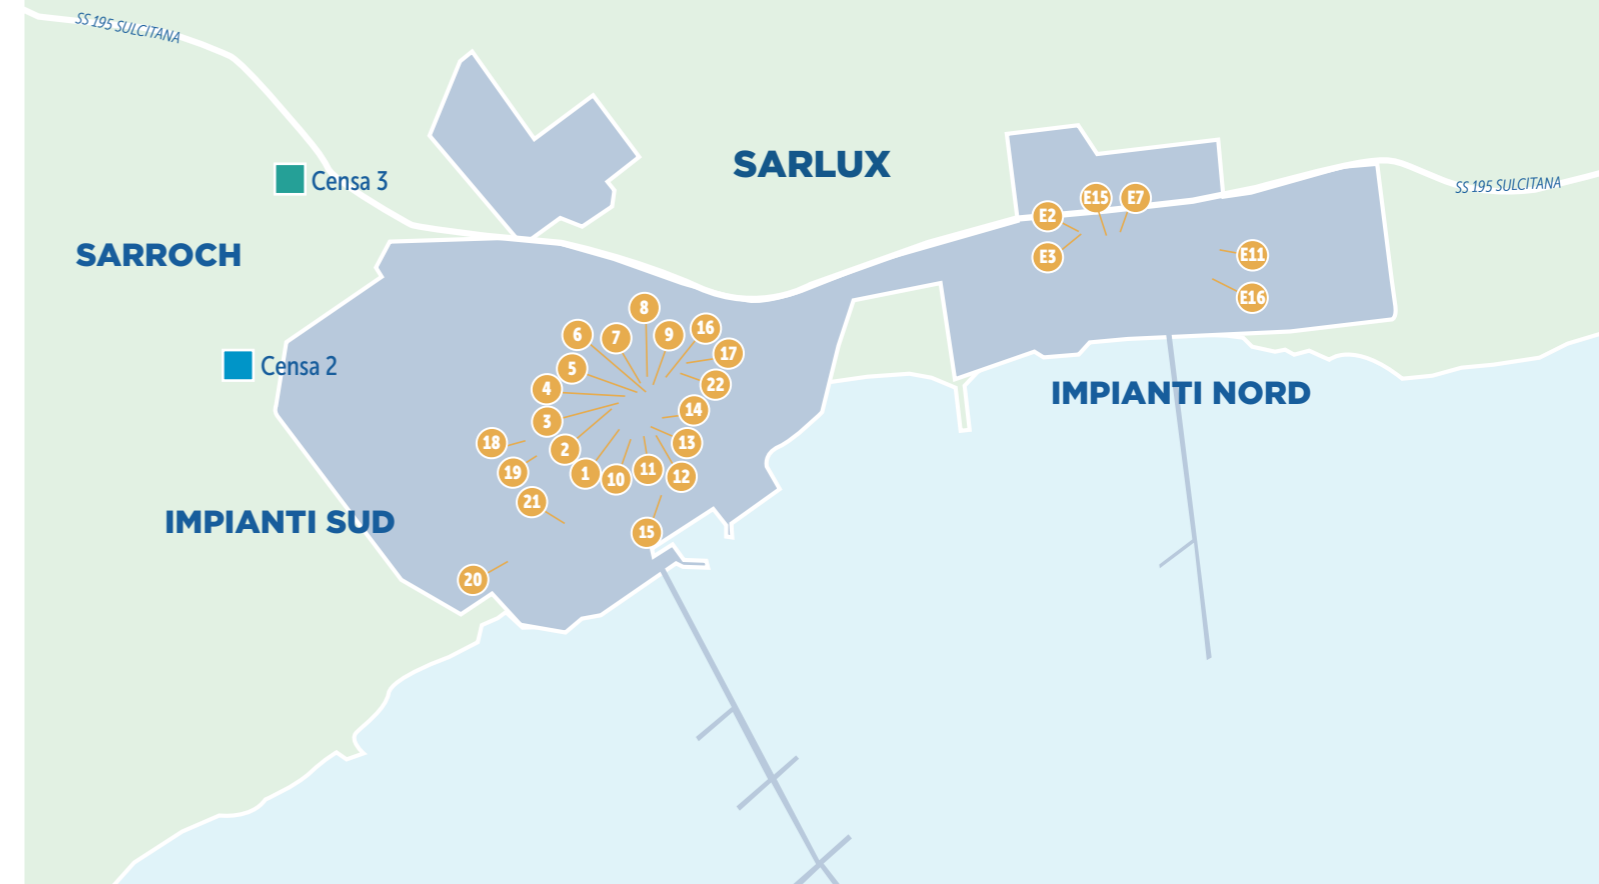 SS 195 SULCITANA
SARLUX
Censa 3
SS 195 SULCITANA
E15
E7
E2
SARROCH
E3
E11
E16
8
6
7
9
16
17
Censa 2
5
22
4
IMPIANTI NORD
14
3
18
2
13
19
1
10
11
12
21
IMPIANTI SUD
15
20